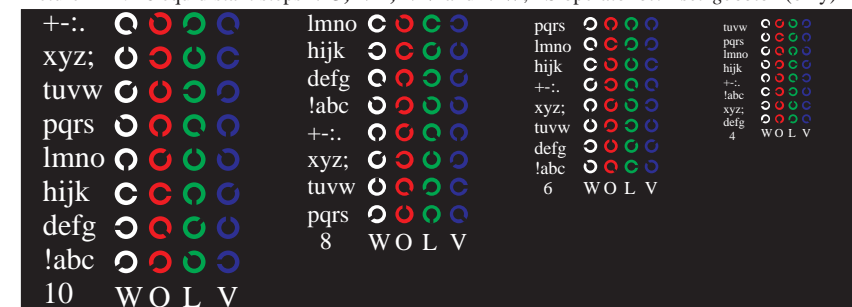 +-:.
xyz;
tuvw
pqrs
lmno
hijk
defg
!abc
10 W O L V
lmno
hijk
defg
!abc
+-:.
xyz;
tuvw
pqrs
8 W O L V
pqrs
lmno
hijk
+-:.
xyz;
tuvw
defg
!abc
6 W O L V
tuvw
pqrs
lmno
hijk
+-:.
!abc
xyz;
defg
4 W O L V